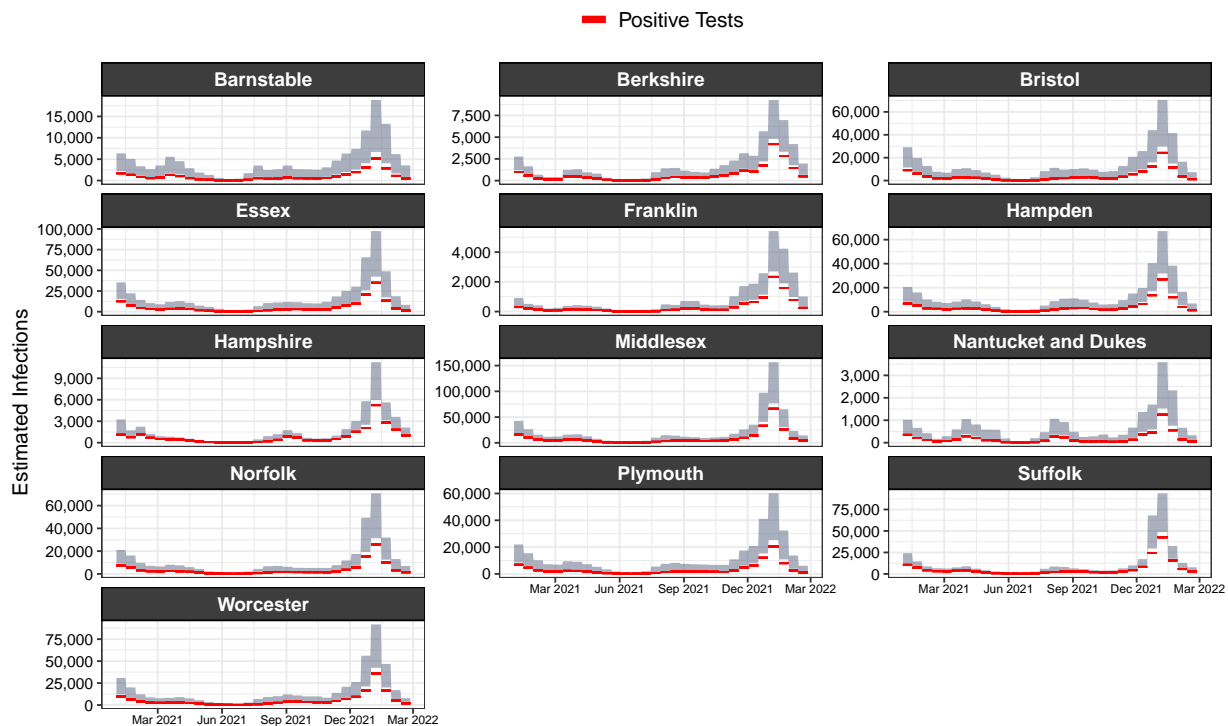 Positive Tests
Estimated Infections
Barnstable
15,000
10,000
5,000
0
Berkshire
7,500
5,000
2,500
0
Bristol
60,000
40,000
20,000
0
Essex
100,000
75,000
50,000
25,000
0
Franklin
4,000
2,000
0
Hampden
60,000
40,000
20,000
0
Hampshire
9,000
6,000
3,000
0
Middlesex
150,000
100,000
50,000
0
Nantucket and Dukes
3,000
2,000
1,000
0
Norfolk
60,000
40,000
20,000
0
Plymouth
60,000
40,000
20,000
0
Mar 2021 Jun 2021 Sep 2021 Dec 2021 Mar 2022
Suffolk
75,000
50,000
25,000
0
Mar 2021 Jun 2021 Sep 2021 Dec 2021 Mar 2022
Worcester
75,000
50,000
25,000
0
Mar 2021 Jun 2021 Sep 2021 Dec 2021 Mar 2022